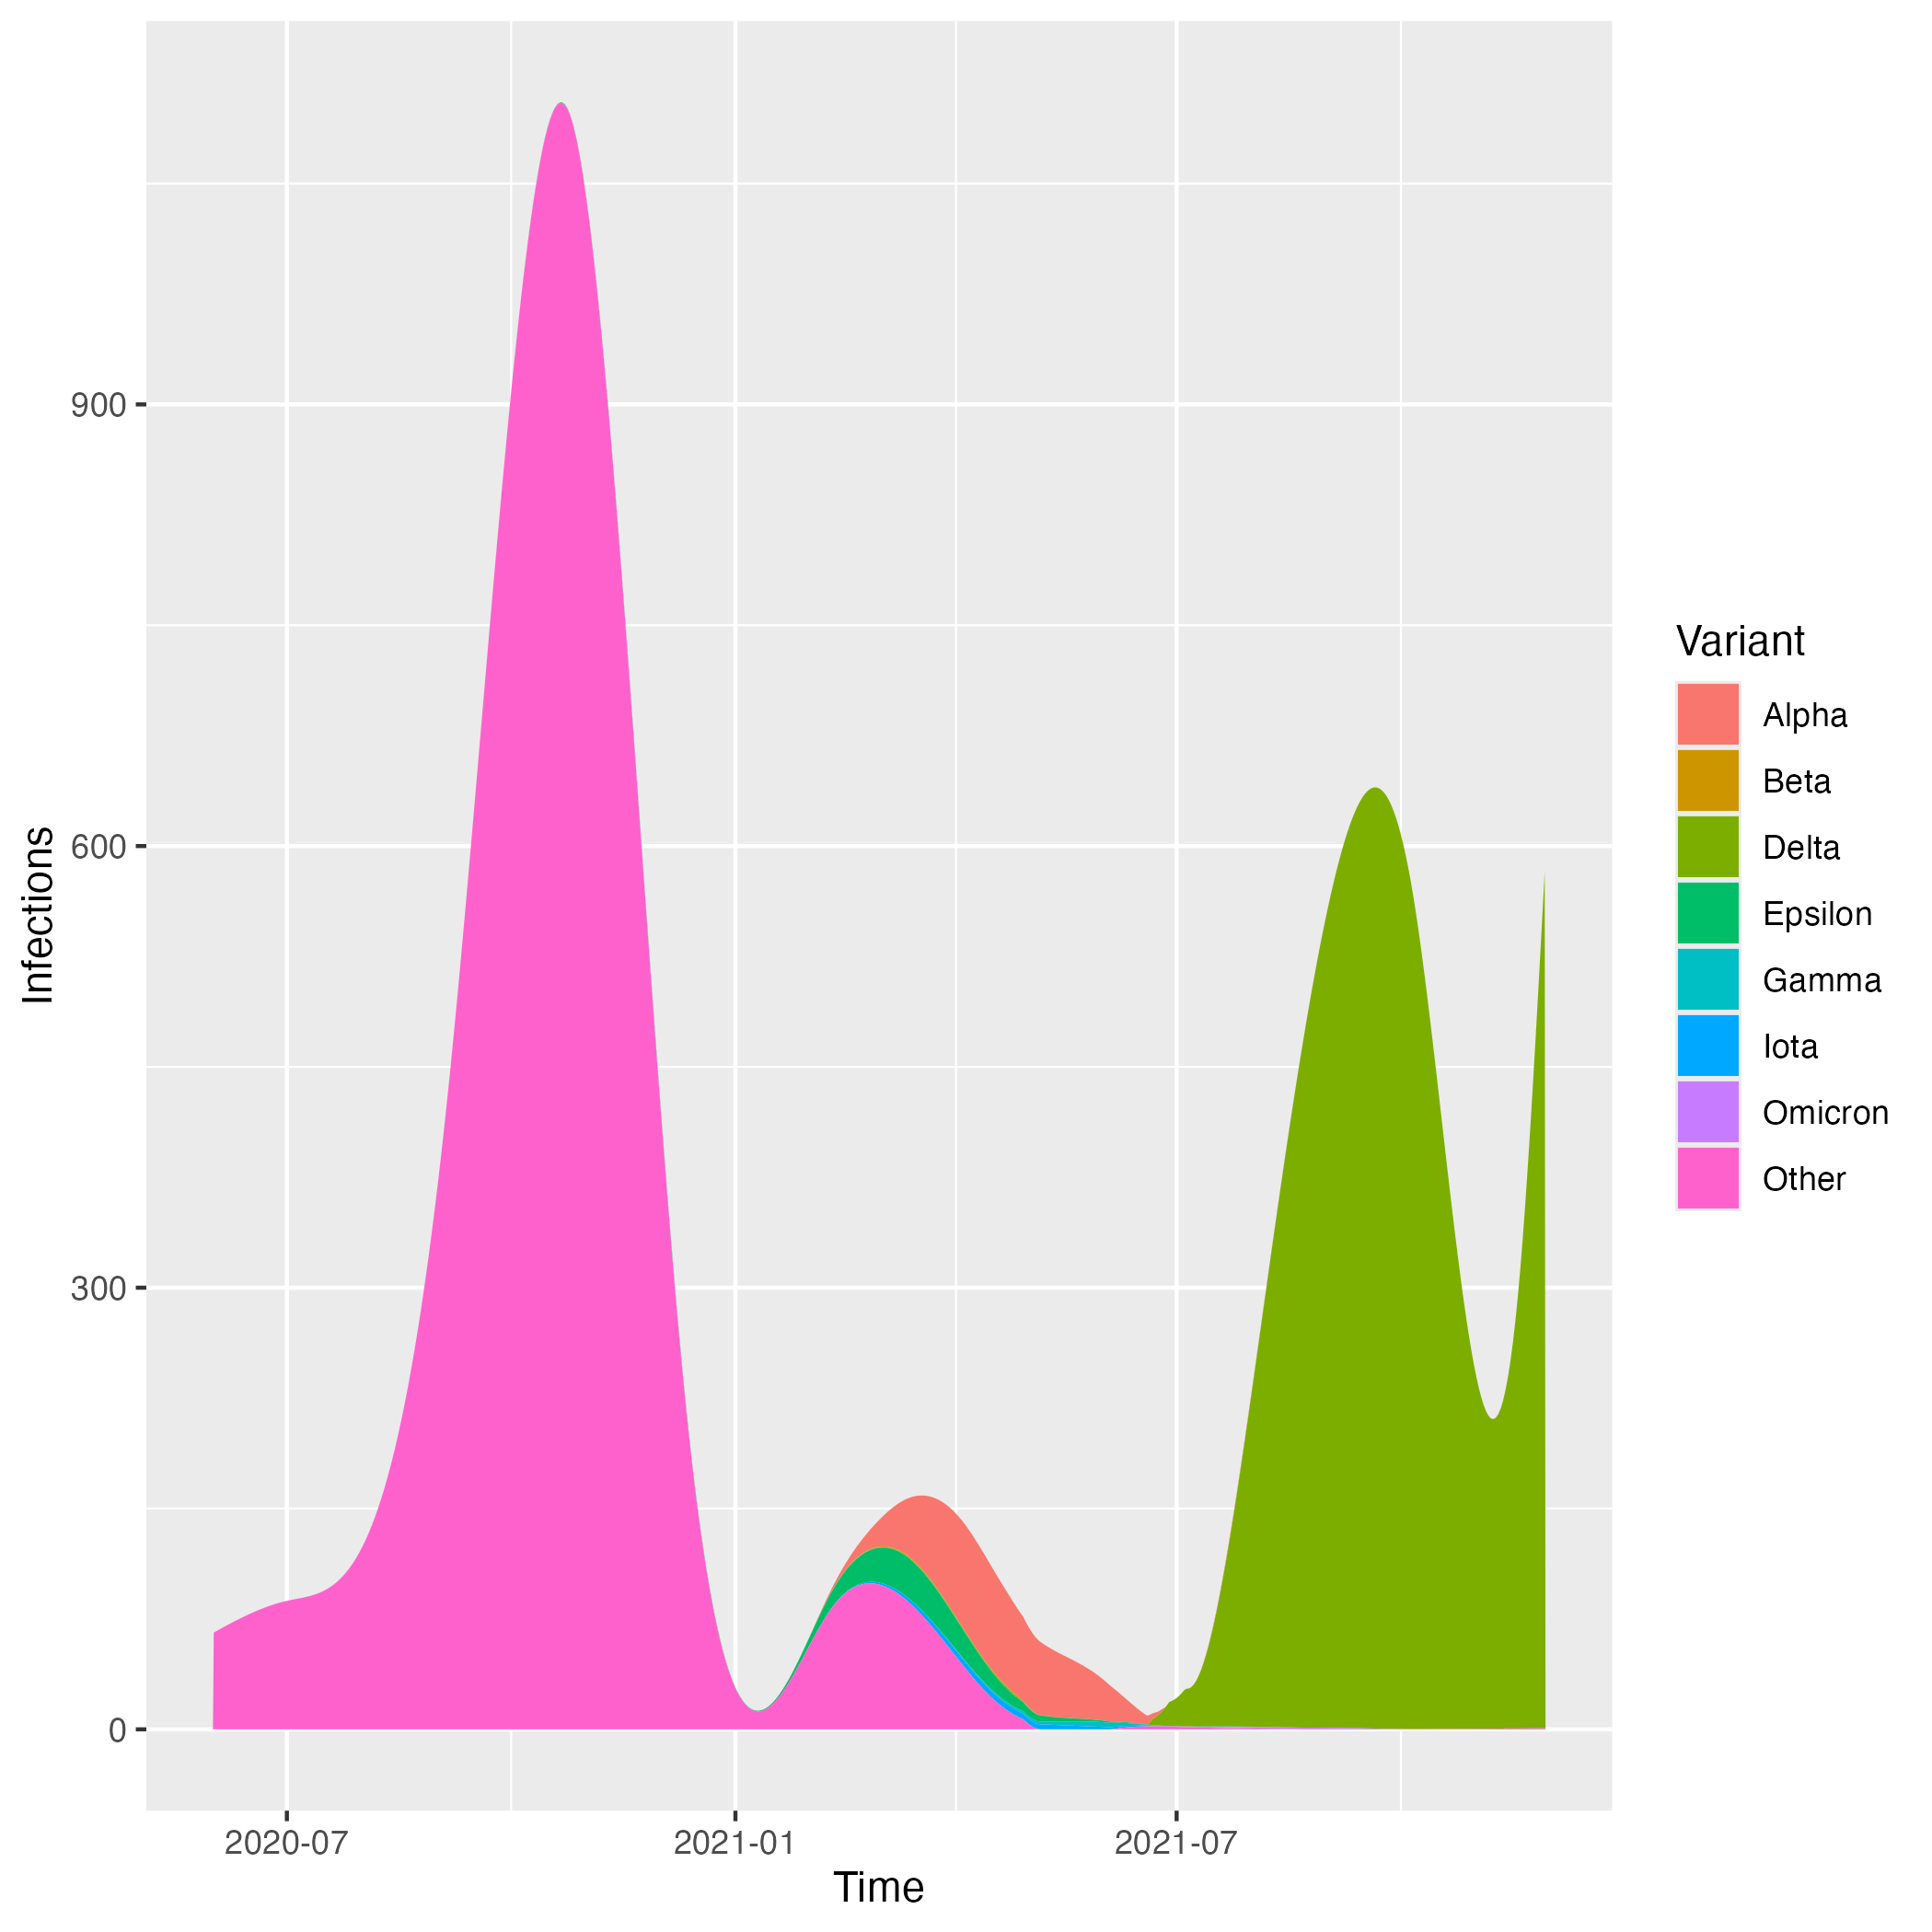 Infections
900
600
300
0
2020-07
2021-01
2021-07
Time
Variant
Alpha
Beta
Delta
Epsilon
Gamma
Iota
Omicron
Other